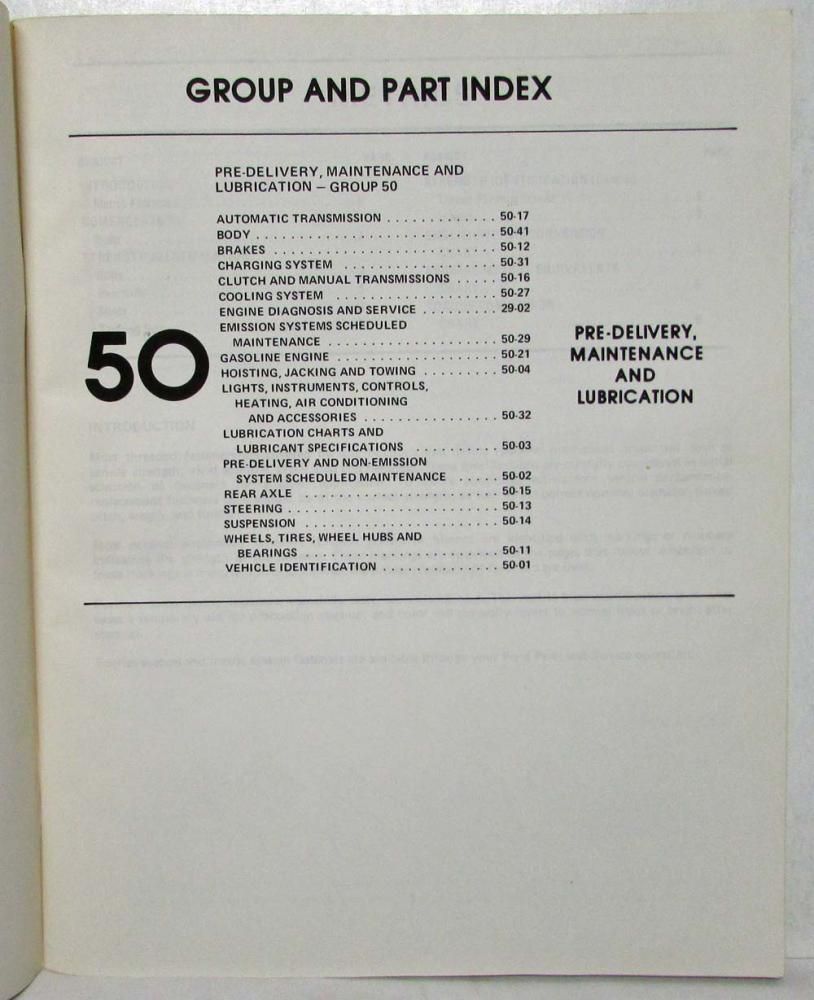 GROUP AND PART INDEX
PRE-DELIVERY, MAINTENANCE AND
LUBRICATION – GROUP 50
AUTOMATIC TRANSMISSION . . . . . . . . . . . . . 50-17
BODY . . . . . . . . . . . . . . . . . . . . . . . . . . . . 50-41
BRAKES . . . . . . . . . . . . . . . . . . . . . . . . . . 50-12
CHARGING SYSTEM . . . . . . . . . . . . . . . . . . 50-31
CLUTCH AND MANUAL TRANSMISSIONS . . . . . 50-16
COOLING SYSTEM . . . . . . . . . . . . . . . . . . . 50-27
ENGINE DIAGNOSIS AND SERVICE . . . . . . . . . 29-02
EMISSION SYSTEMS SCHEDULED
MAINTENANCE . . . . . . . . . . . . . . . . . . . . 50-29
GASOLINE ENGINE . . . . . . . . . . . . . . . . . . . 50-21
HOISTING, JACKING AND TOWING . . . . . . . . . 50-04
LIGHTS, INSTRUMENTS, CONTROLS,
HEATING, AIR CONDITIONING
AND ACCESSORIES . . . . . . . . . . . . . . . . 50-32
LUBRICATION CHARTS AND
LUBRICANT SPECIFICATIONS . . . . . . . . . . 50-03
PRE-DELIVERY AND NON-EMISSION
SYSTEM SCHEDULED MAINTENANCE . . . . . 50-02
REAR AXLE . . . . . . . . . . . . . . . . . . . . . . . 50-15
STEERING . . . . . . . . . . . . . . . . . . . . . . . . . 50-13
SUSPENSION . . . . . . . . . . . . . . . . . . . . . . . 50-14
WHEELS, TIRES, WHEEL HUBS AND
BEARINGS . . . . . . . . . . . . . . . . . . . . . . . 50-11
VEHICLE IDENTIFICATION . . . . . . . . . . . . . 50-01
50
PRE-DELIVERY,
MAINTENANCE
AND
LUBRICATION
INTRODUCTION